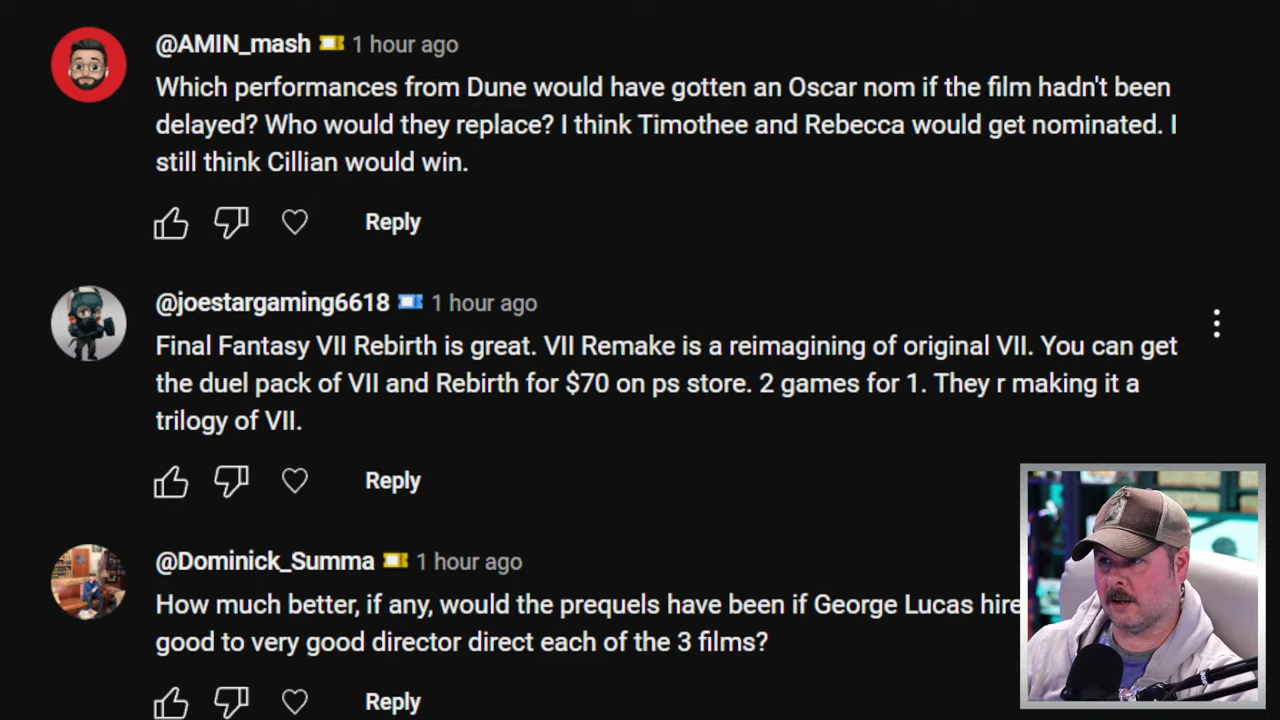 @AMIN_mash 1 hour ago
Which performances from Dune would have gotten an Oscar nom if the film hadn't been
delayed? Who would they replace? I think Timothee and Rebecca would get nominated. I
still think Cillian would win.
Reply
@joestargaming6618 1 hour ago
Final Fantasy VII Rebirth is great. VII Remake is a reimagining of original VII. You can get
the duel pack of VII and Rebirth for $70 on ps store. 2 games for 1. They r making it a
trilogy of VII.
Reply
@Dominick_Summa 1 hour ago
How much better, if any, would the prequels have been if George Lucas hire
good to very good director direct each of the 3 films?
Reply